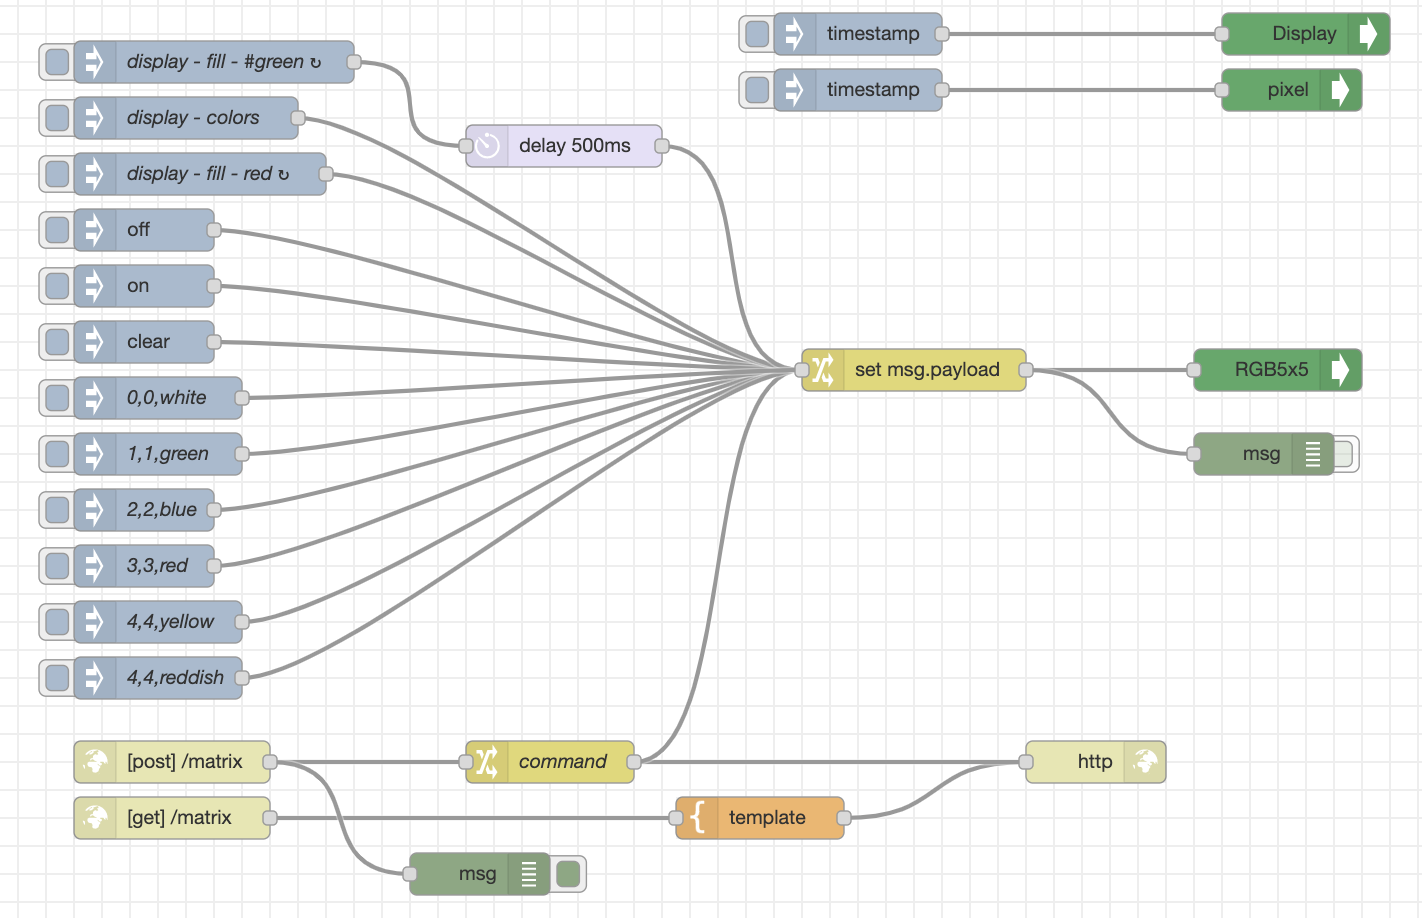 timestamp
Display
display - fill - #green ↻
timestamp
pixel
display - colors
delay 500ms
display - fill - red ↻
off
on
clear
set msg.payload
RGB5x5
0,0,white
1,1,green
msg
2,2,blue
3,3,red
4,4,yellow
4,4,reddish
[post] /matrix
command
http
[get] /matrix
template
msg